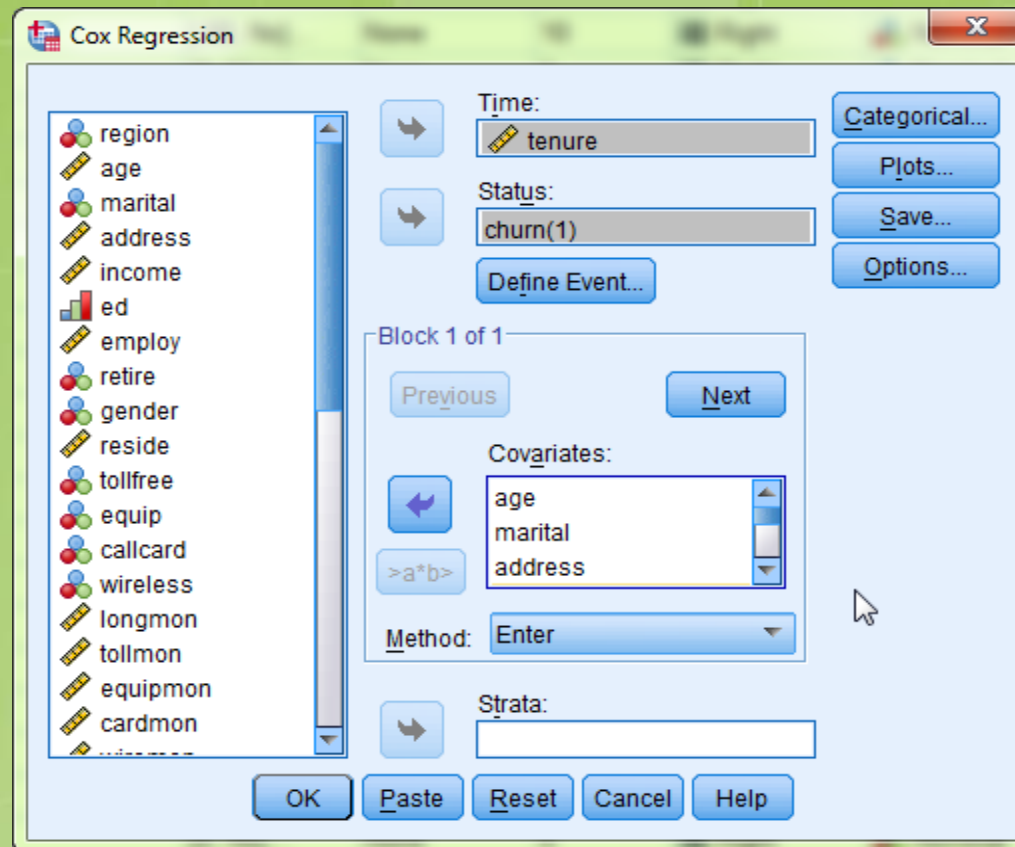 Cox Regression
region
age
marital
address
income
ed
employ
retire
gender
reside
tollfree
equip
callcard
wireless
longmon
tollmon
equipmon
cardmon
Time:
tenure
Status:
churn(1)
Define Event...
Block 1 of 1
Previous
Next
Covariates:
age
marital
address
>a*b>
Method: Enter
Strata:
Categorical...
Plots...
Save...
Options...
OK Paste Reset Cancel Help